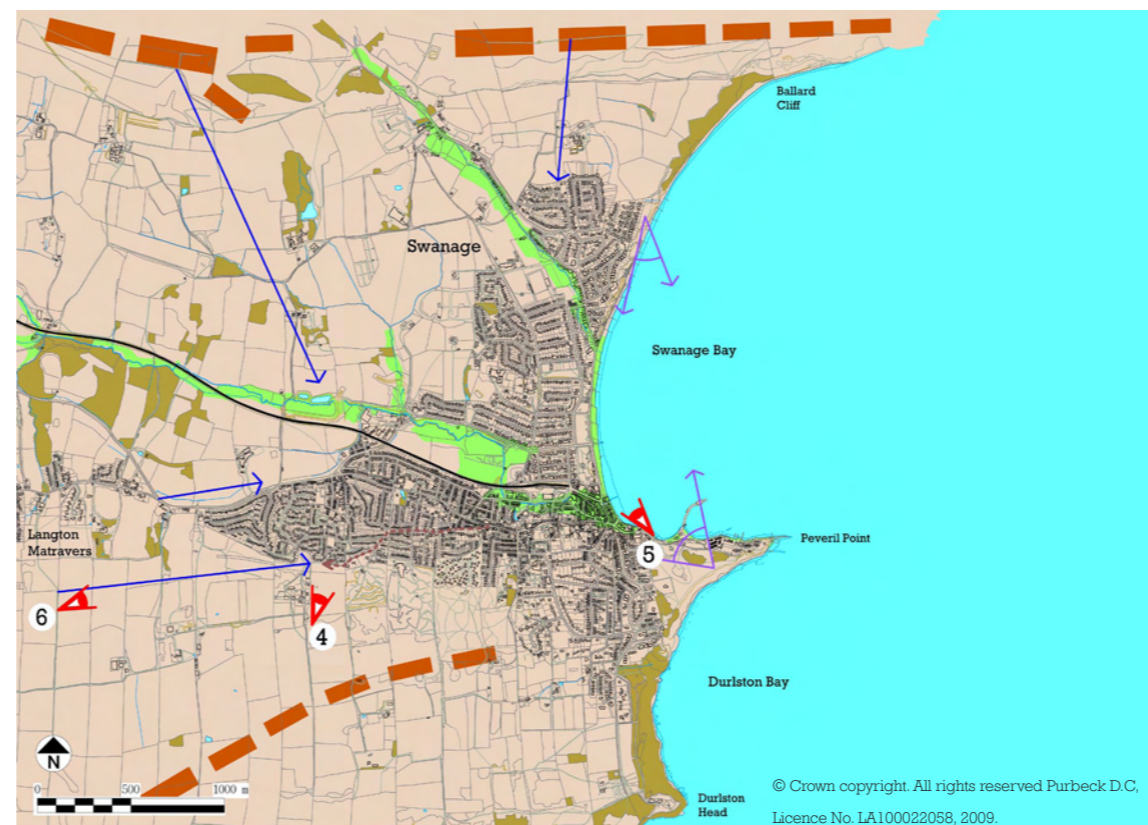 Ballard
Cliff
Swanage
Swanage Bay
Langton
Matravers
Peveril Point
5
6
4
Durlston Bay
N
0 500 1000 m
Durlston
Head
© Crown copyright. All rights reserved Purbeck D.C,
Licence No. LA100022058, 2009.